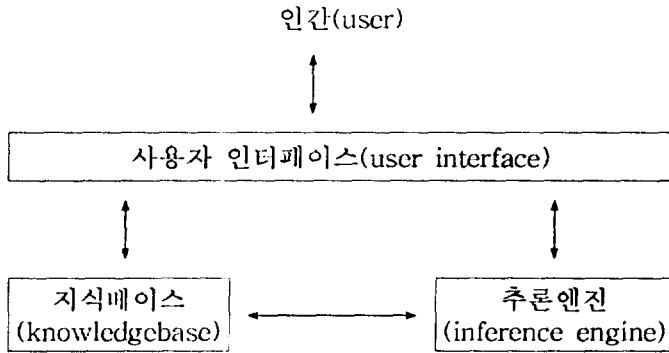 인간(user)
사용자 인터페이스(user interface)
지식베이스
(knowledgebase)
추론엔진
(inference engine)